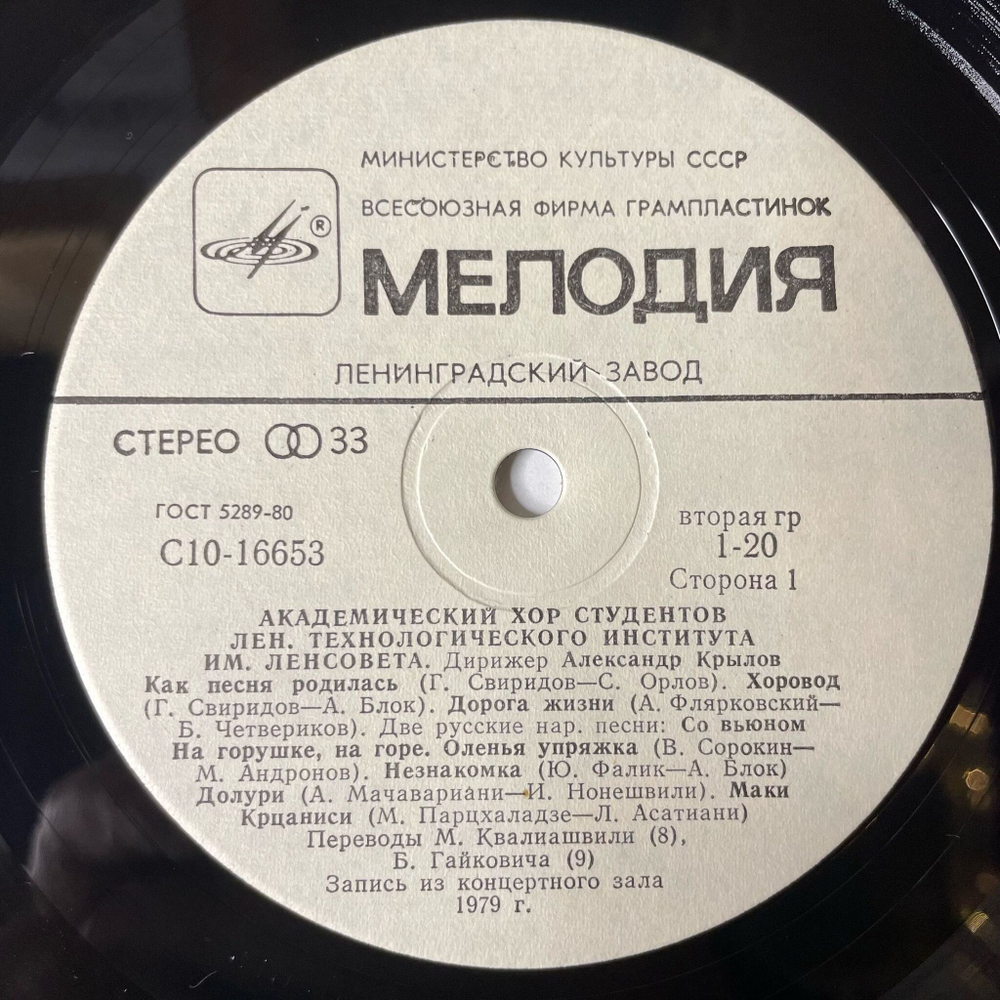 МИНИСТЕРСТВО КУЛЬТУРЫ СССР
ВСЕСОЮЗНАЯ ФИРМА ГРАМПЛАСТИНОК
®
МЕЛОДИЯ
ЛЕНИНГРАДСКИЙ ЗАВОД
СТЕРЕО 33
ГОСТ 5289-80
С10-16653
вторая гр
1-20
Сторона 1
АКАДЕМИЧЕСКИЙ ХОР СТУДЕНТОВ
ЛЕН. ТЕХНОЛОГИЧЕСКОГО ИНСТИТУТА
ИМ. ЛЕНСОВЕТА. Дирижер Александр Крылов
Как песня родилась (Г. Свиридов—С. Орлов). Хоровод
(Г. Свиридов—А. Блок). Дорога жизни (А. Флярковский—
Б. Четвериков). Две русские нар. песни: Со вьюном
На горушке, на горе. Оленья упряжка (В. Сорокин—
М. Андронов). Незнакомка (Ю. Фалик—А. Блок)
Долури (А. Мачавариани—И. Нонешвили). Маки
Крцаниси (М. Парцхаладзе—Л. Асатиани)
Переводы М. Квалиашвили (8),
Б. Гайковича (9)
Запись из концертного зала
1979 г.